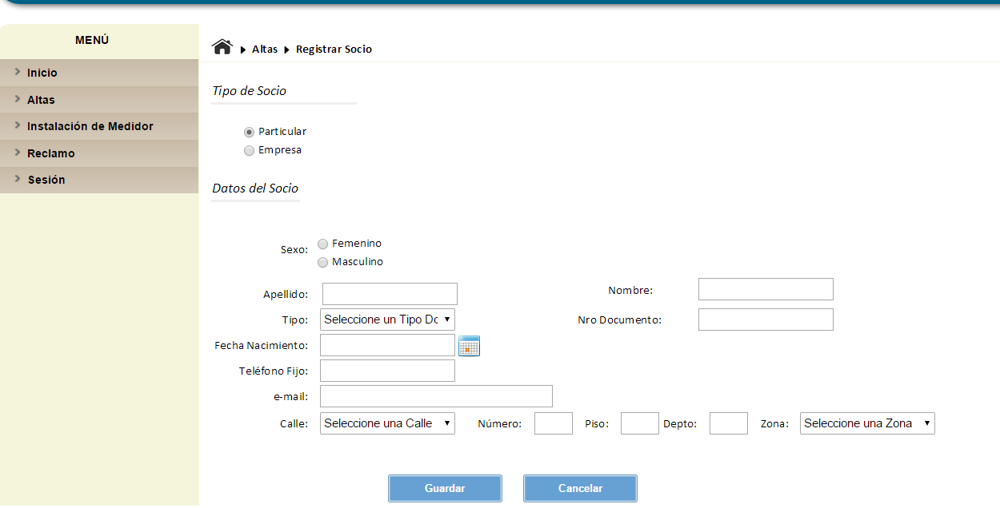 MENÚ
Inicio
Altas
Instalación de Medidor
Reclamo
Sesión
Altas Registrar Socio
Tipo de Socio
Particular
Empresa
Datos del Socio
Sexo:
Femenino
Masculino
Apellido:
Nombre:
Tipo: Seleccione un Tipo Dc
Nro Documento:
Fecha Nacimiento:
Teléfono Fijo:
e-mail:
Calle: Seleccione una Calle Número: Piso: Depto: Zona: Seleccione una Zona
Guardar Cancelar